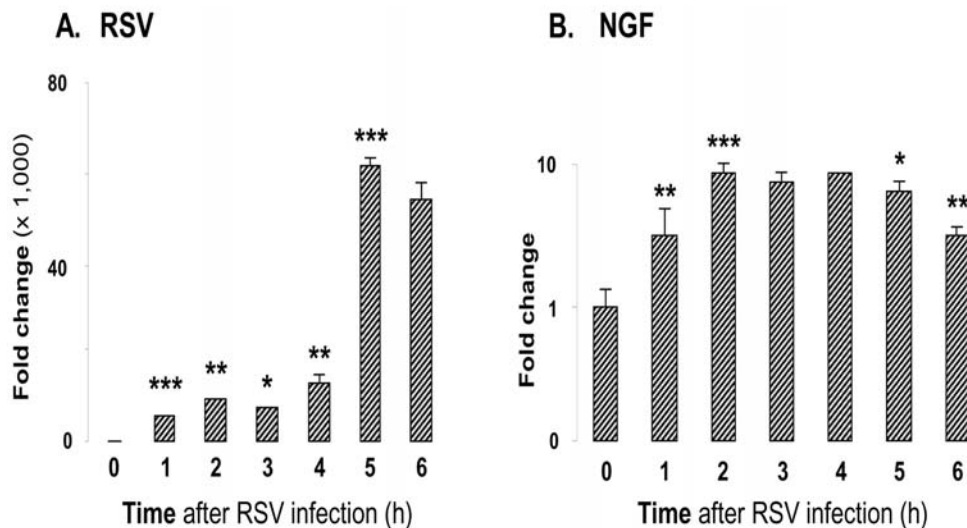 A. RSV
80
40
0
Fold change (x 1,000)
***
**
*
**
***
0 1 2 3 4 5 6
Time after RSV infection (h)
B. NGF
10
1
0
Fold change
**
***
*
**
0 1 2 3 4 5 6
Time after RSV infection (h)